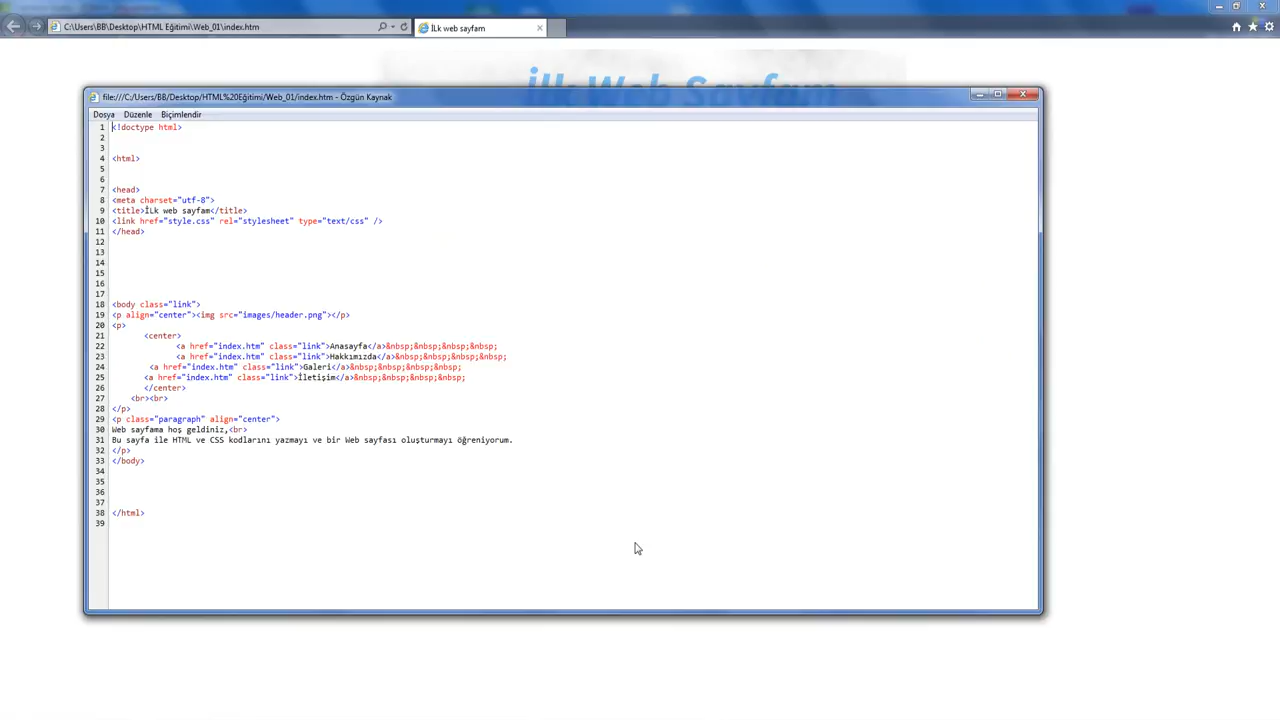 C:\Users\BB\Desktop\HTML Eğitimi\Web_01\index.htm
İLk web sayfam
İlk Web Sayfam
file:///C:/Users/BB/Desktop/HTML%20Eğitimi/Web_01/index.htm - Özgün Kaynak
Dosya Düzenle Biçimlendir
1 <!doctype html>
2
3
4 <html>
5
6
7 <head>
8 <meta charset="utf-8">
9 <title>İLk web sayfam</title>
10 <link href="style.css" rel="stylesheet" type="text/css" />
11 </head>
12
13
14
15
16
17
18 <body class="link">
19 <p align="center"><img src="images/header.png"></p>
20 <p>
21 <center>
22 <a href="index.htm" class="link">Anasayfa</a>&nbsp;&nbsp;&nbsp;&nbsp;
23 <a href="index.htm" class="link">Hakkımızda</a>&nbsp;&nbsp;&nbsp;&nbsp;
24 <a href="index.htm" class="link">Galeri</a>&nbsp;&nbsp;&nbsp;&nbsp;
25 <a href="index.htm" class="link">İletişim</a>&nbsp;&nbsp;&nbsp;&nbsp;
26 </center>
27 <br><br>
28 </p>
29 <p class="paragraph" align="center">
30 Web sayfama hoş geldiniz,<br>
31 Bu sayfa ile HTML ve CSS kodlarını yazmayı ve bir Web sayfası oluşturmayı öğreniyorum.
32 </p>
33 </body>
34
35
36
37
38 </html>
39